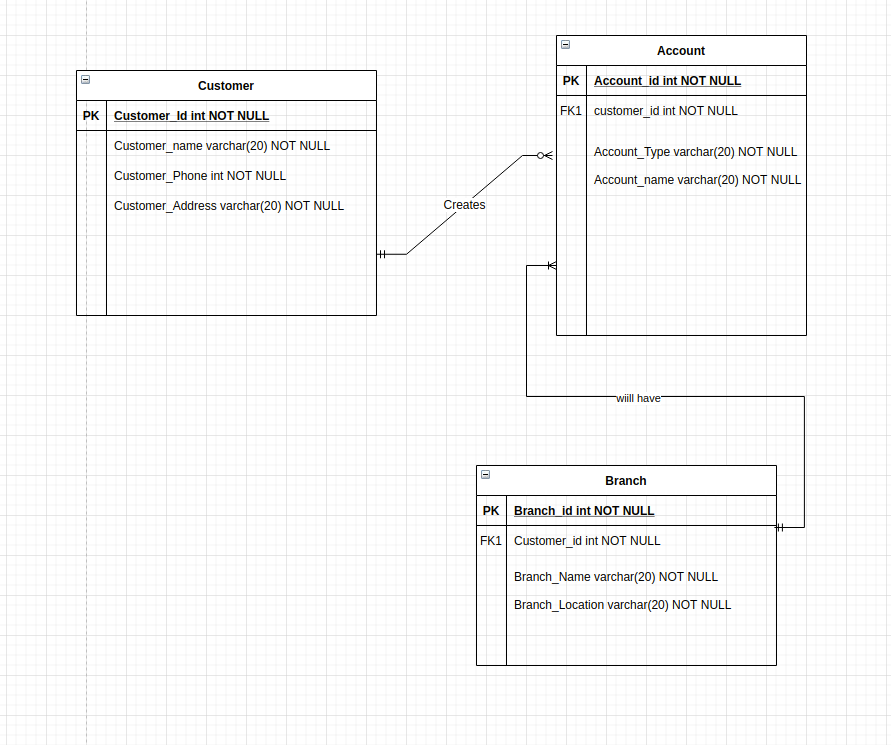 Customer
PK Customer_Id int NOT NULL
Customer_name varchar(20) NOT NULL
Customer_Phone int NOT NULL
Customer_Address varchar(20) NOT NULL
Creates
Account
PK Account_id int NOT NULL
FK1 customer_id int NOT NULL
Account_Type varchar(20) NOT NULL
Account_name varchar(20) NOT NULL
wiill have
Branch
PK Branch_id int NOT NULL
FK1 Customer_id int NOT NULL
Branch_Name varchar(20) NOT NULL
Branch_Location varchar(20) NOT NULL